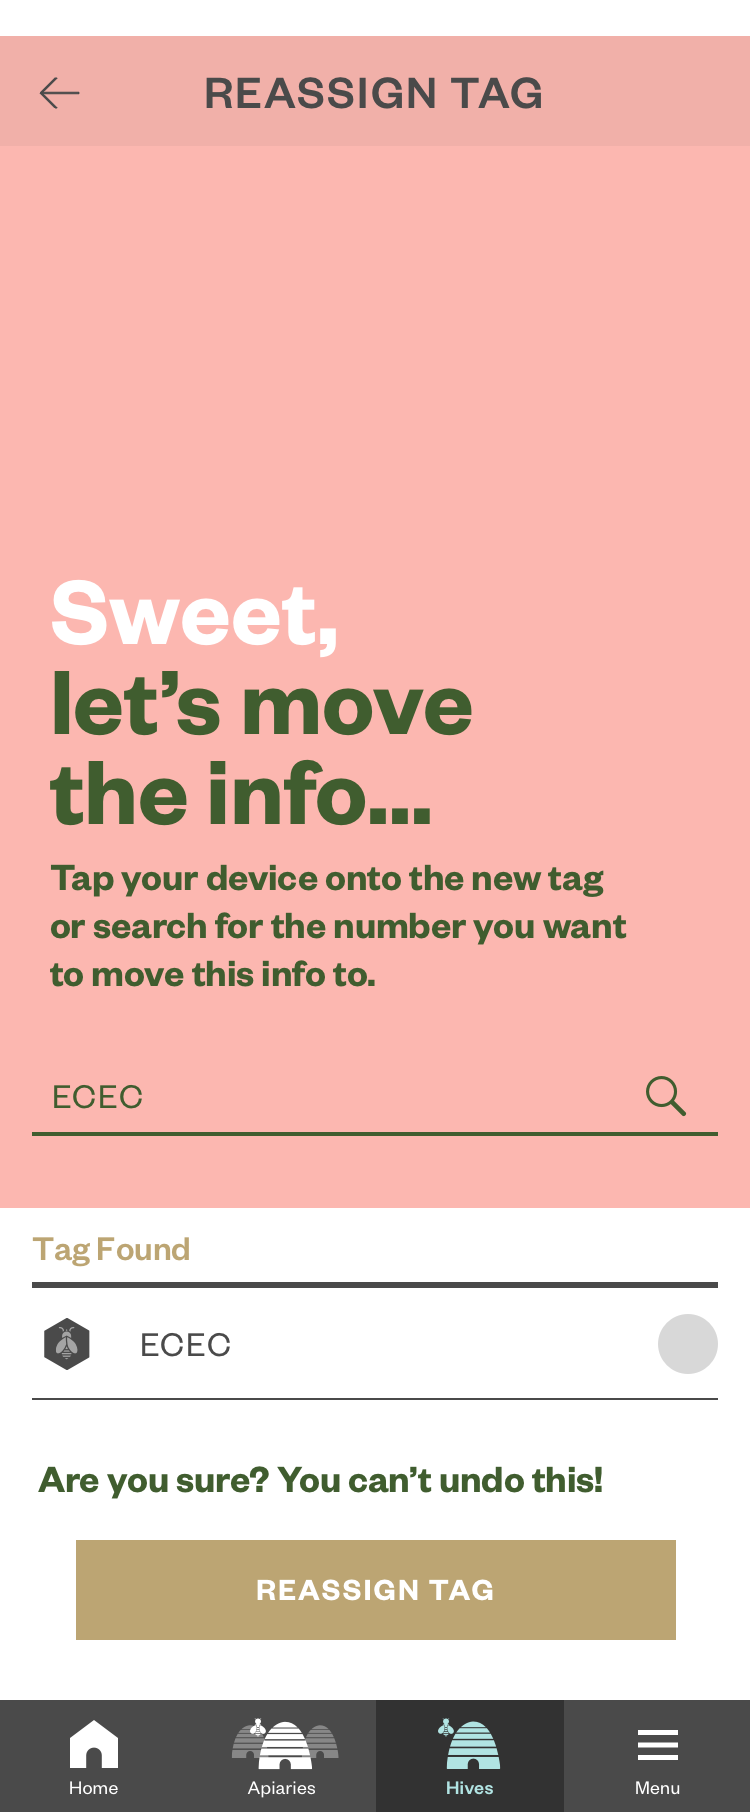 REASSIGN TAG
Sweet,
let’s move
the info...
Tap your device onto the new tag
or search for the number you want
to move this info to.
ECEC
Tag Found
ECEC
Are you sure? You can’t undo this!
REASSIGN TAG
Home
Apiaries
Hives
Menu